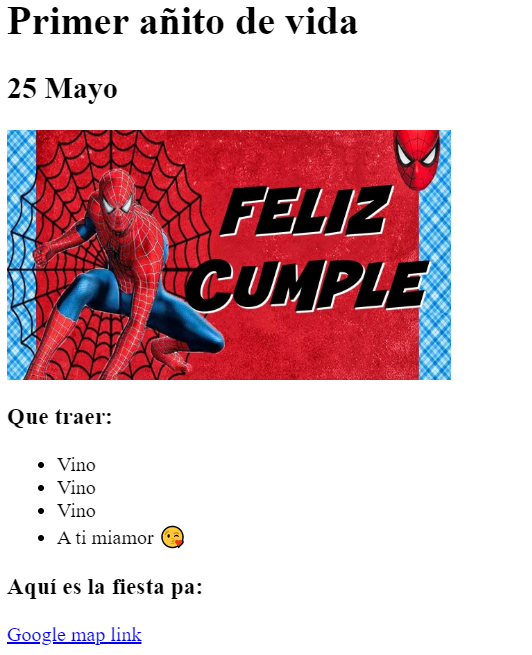 Primer añito de vida
25 Mayo
FELIZ
CUMPLE
Que traer:
Vino
Vino
Vino
A ti miamor 😘
Aquí es la fiesta pa:
Google map link